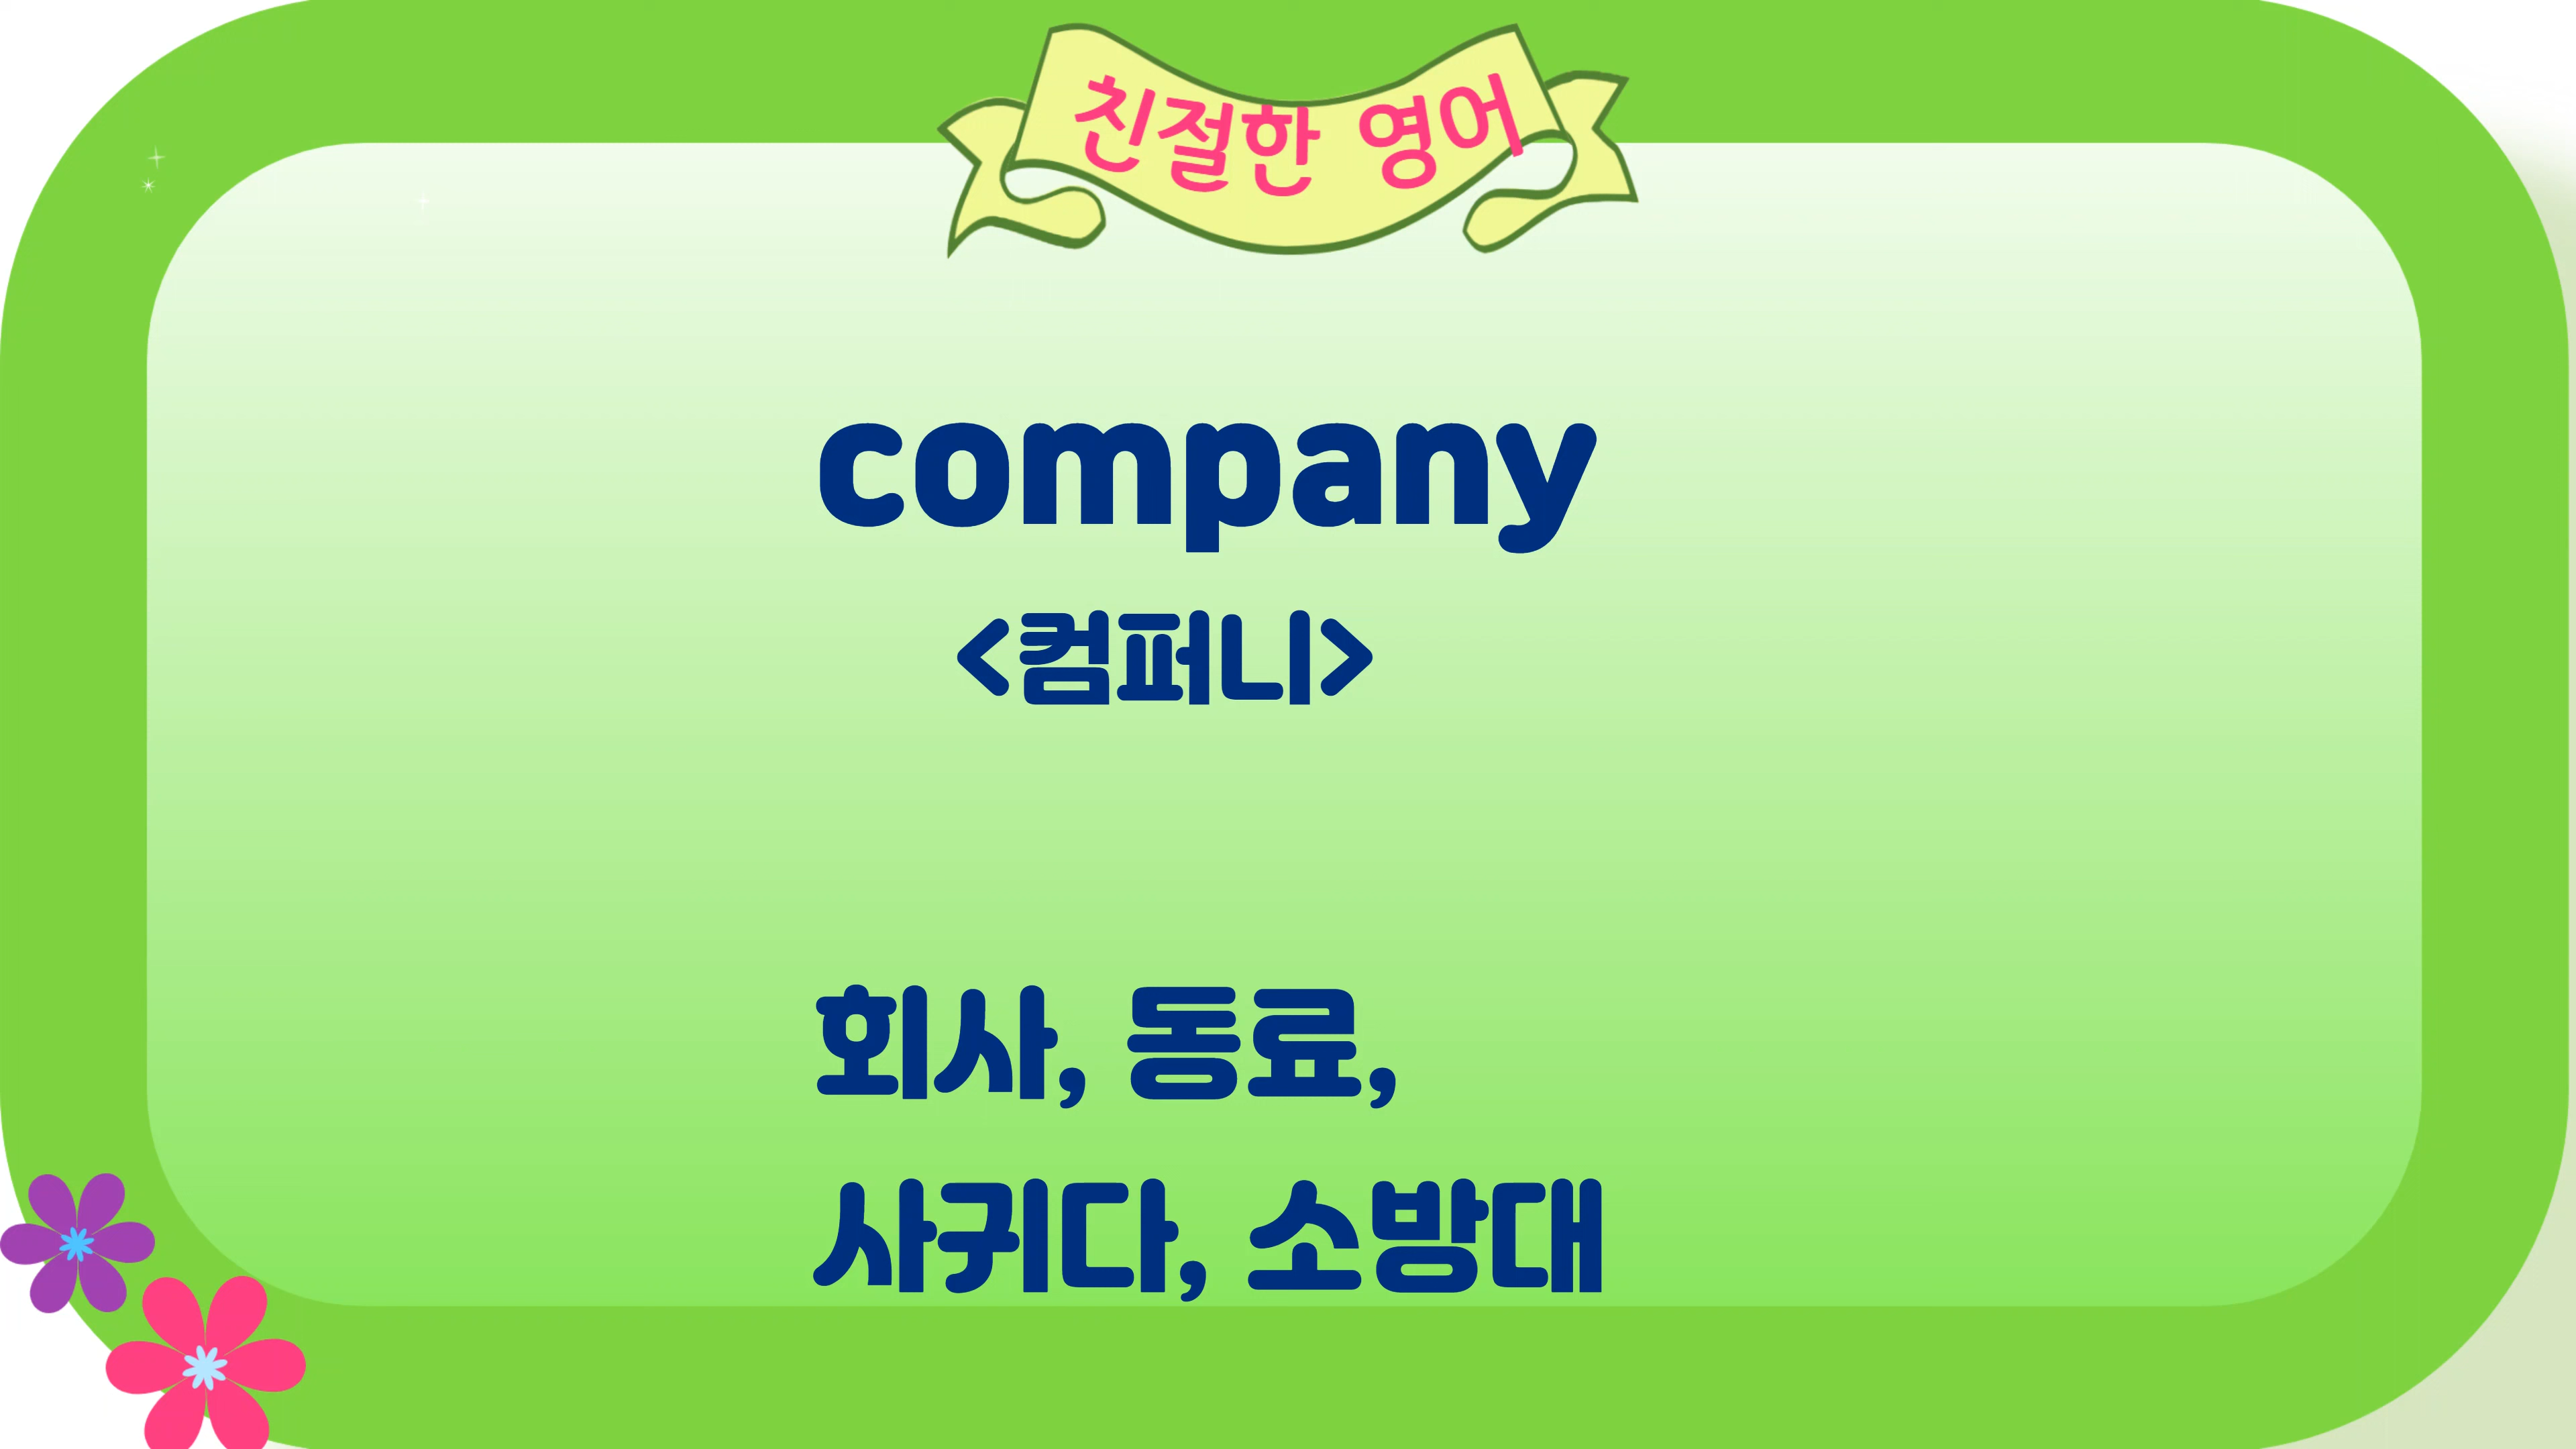 친절한 영어
company
<컴퍼니>
회사, 동료,
사귀다, 소방대